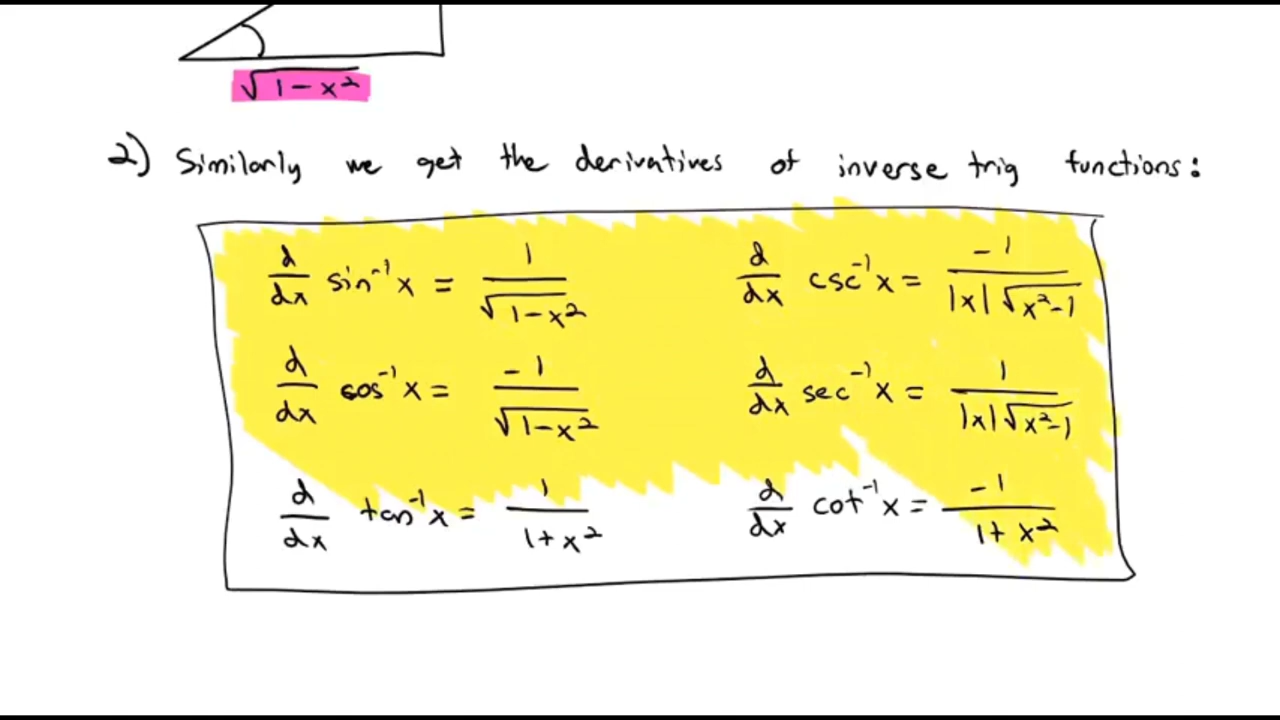 √(1-x²)
2) Similarly we get the derivatives of inverse trig functions:
d/dx sin⁻¹x = 1/√(1-x²)
d/dx csc⁻¹x = -1/(|x|√(x²-1))
d/dx cos⁻¹x = -1/√(1-x²)
d/dx sec⁻¹x = 1/(|x|√(x²-1))
d/dx tan⁻¹x = 1/(1+x²)
d/dx cot⁻¹x = -1/(1+x²)